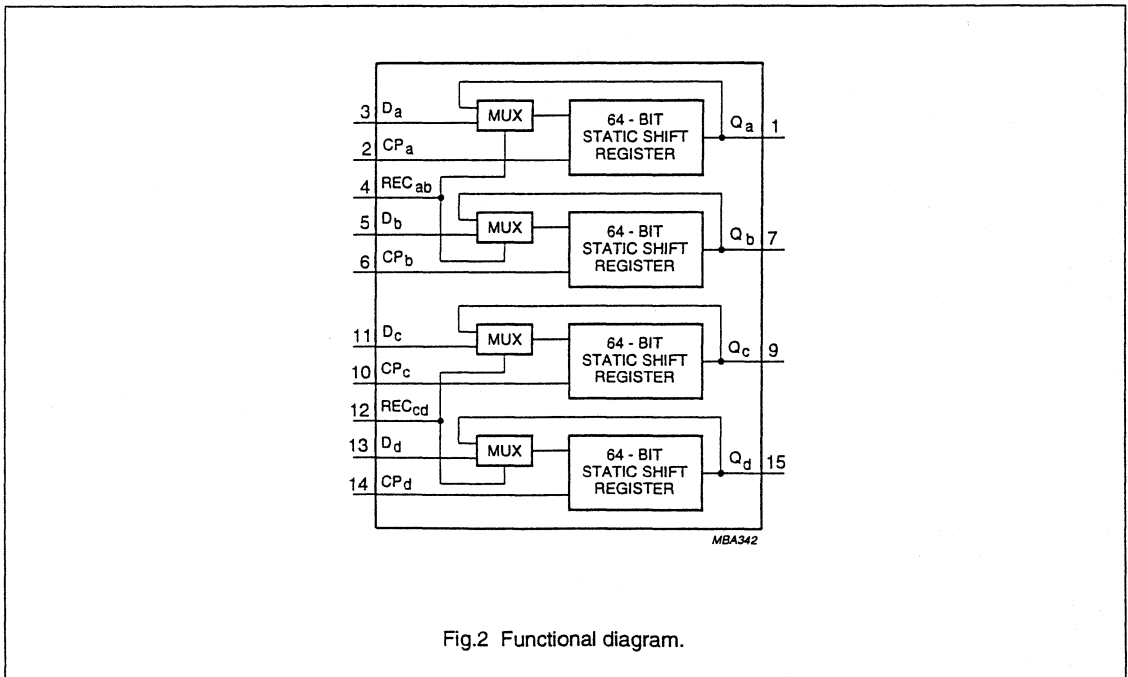 3 Da
MUX
64 - BIT
STATIC SHIFT
REGISTER
Qa 1
2 CPa
4 RECab
5 Db
MUX
64 - BIT
STATIC SHIFT
REGISTER
Qb 7
6 CPb
11 Dc
MUX
64 - BIT
STATIC SHIFT
REGISTER
Qc 9
10 CPc
12 RECcd
13 Dd
MUX
64 - BIT
STATIC SHIFT
REGISTER
Qd 15
14 CPd
MBA342
Fig.2 Functional diagram.